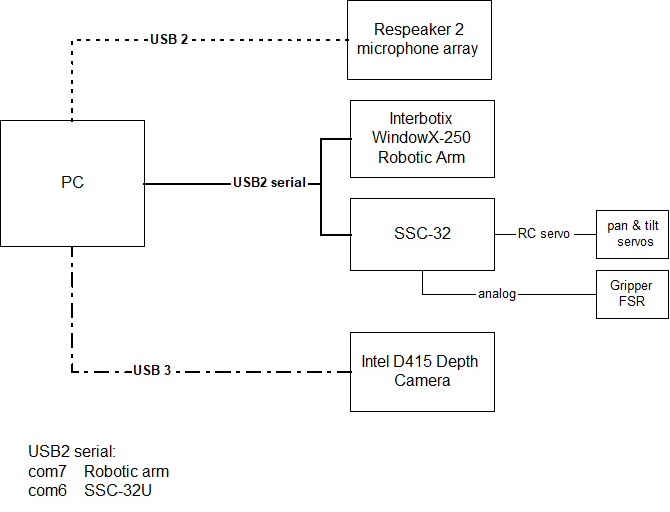 Respeaker 2
microphone array
USB 2
Interbotix
WindowX-250
Robotic Arm
PC
USB2 serial
SSC-32
RC servo
pan & tilt
servos
analog
Gripper
FSR
Intel D415 Depth
Camera
USB 3
USB2 serial:
com7 Robotic arm
com6 SSC-32U